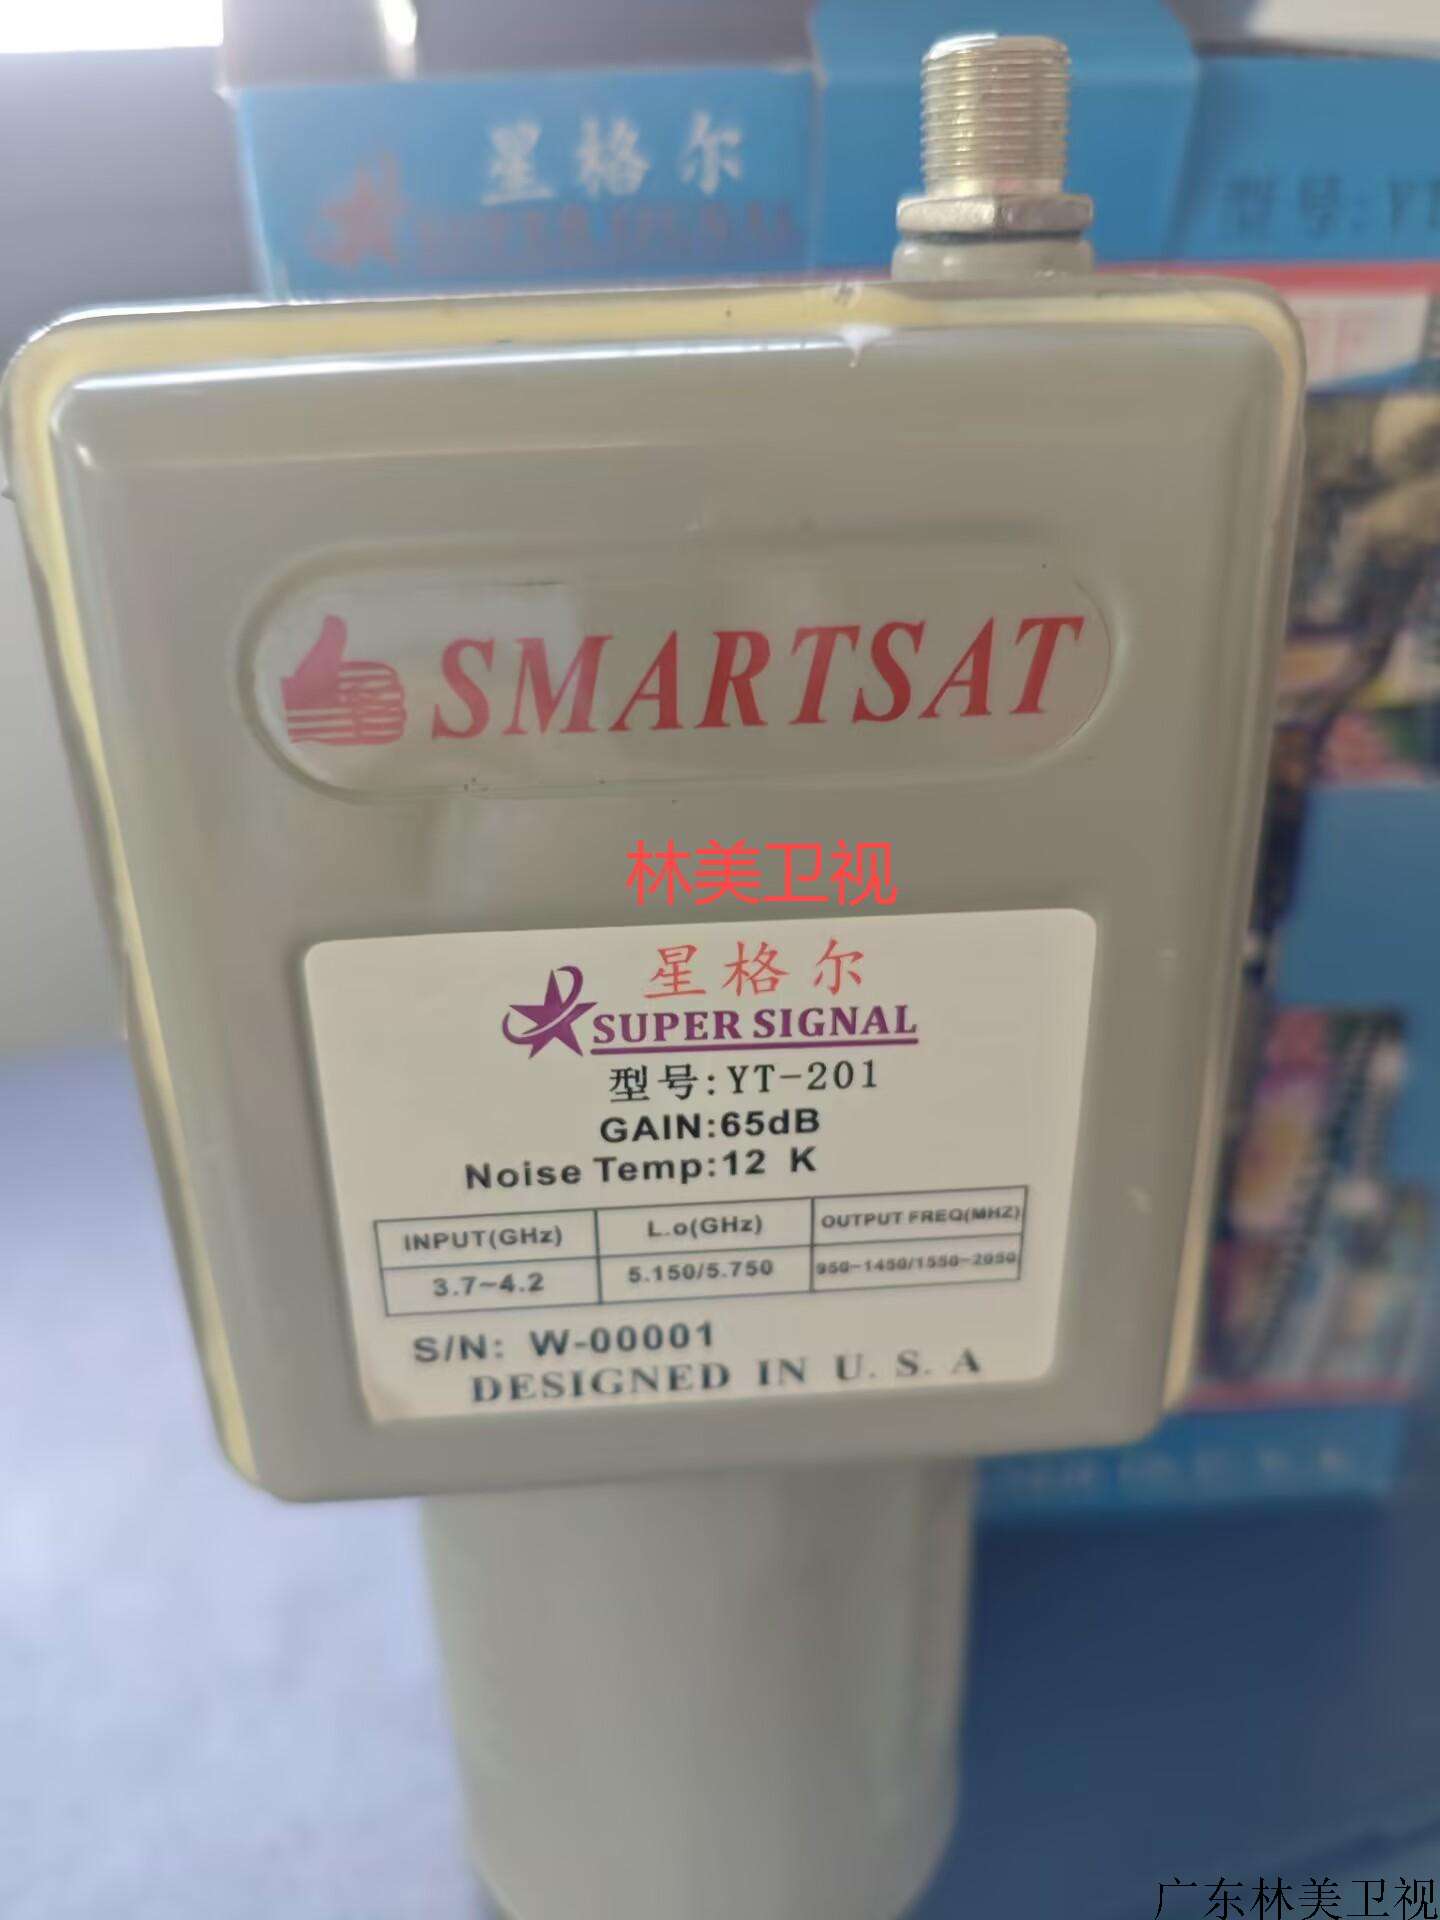 星格尔
型号:YT
SMARTSAT
林美卫视
星格尔
SUPER SIGNAL
型号:YT-201
GAIN:65dB
Noise Temp:12 K
INPUT(GHz) L.o(GHz) OUTPUT FREQ(MHZ)
3.7~4.2 5.150/5.750 950-1450/1550-2050
S/N: W-00001
DESIGNED IN U.S.A
广东林美卫视